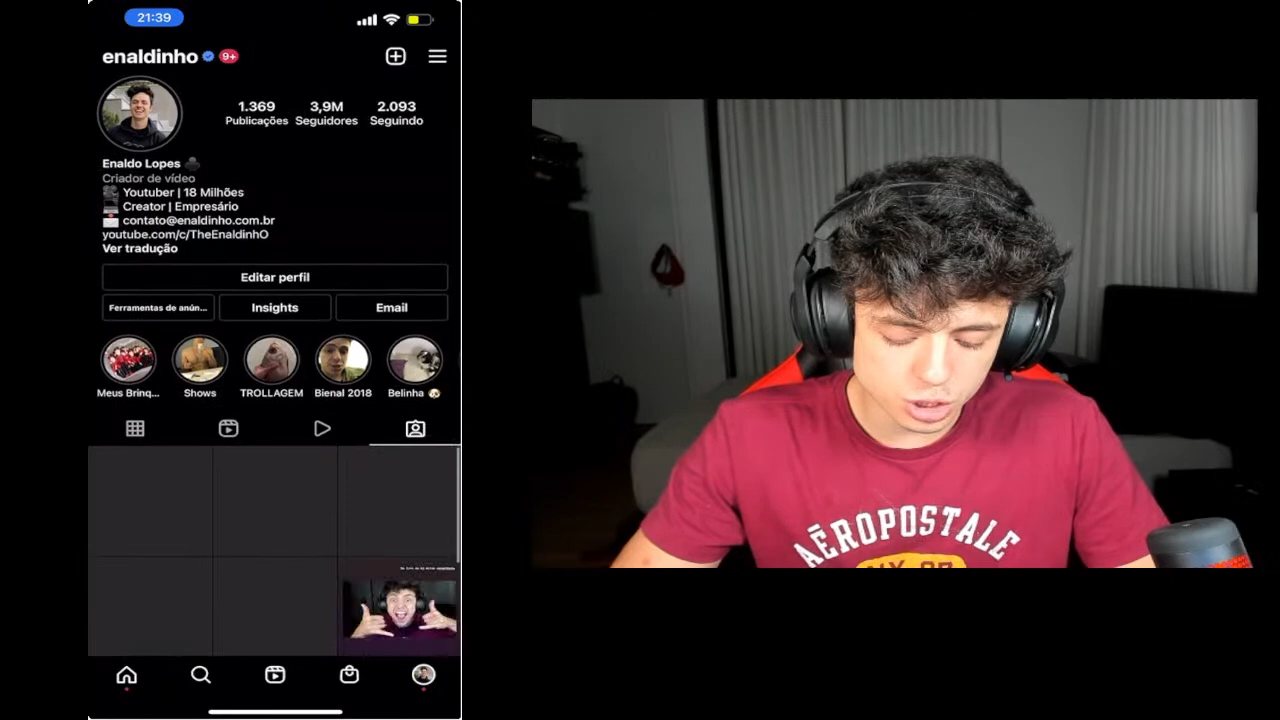 21:39
enaldinho 9+
1.369 3,9M 2.093
Publicações Seguidores Seguindo
Enaldo Lopes
Criador de vídeo
Youtuber | 18 Milhões
Creator | Empresário
contato@enaldinho.com.br
youtube.com/c/TheEnaldinhO
Ver tradução
Editar perfil
Ferramentas de anún... Insights Email
Meus Brinq... Shows TROLLAGEM Bienal 2018 Belinha
AĒROPOSTALE